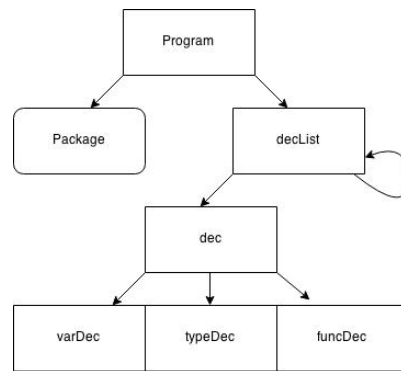 Program
Package
decList
dec
varDec
typeDec
funcDec